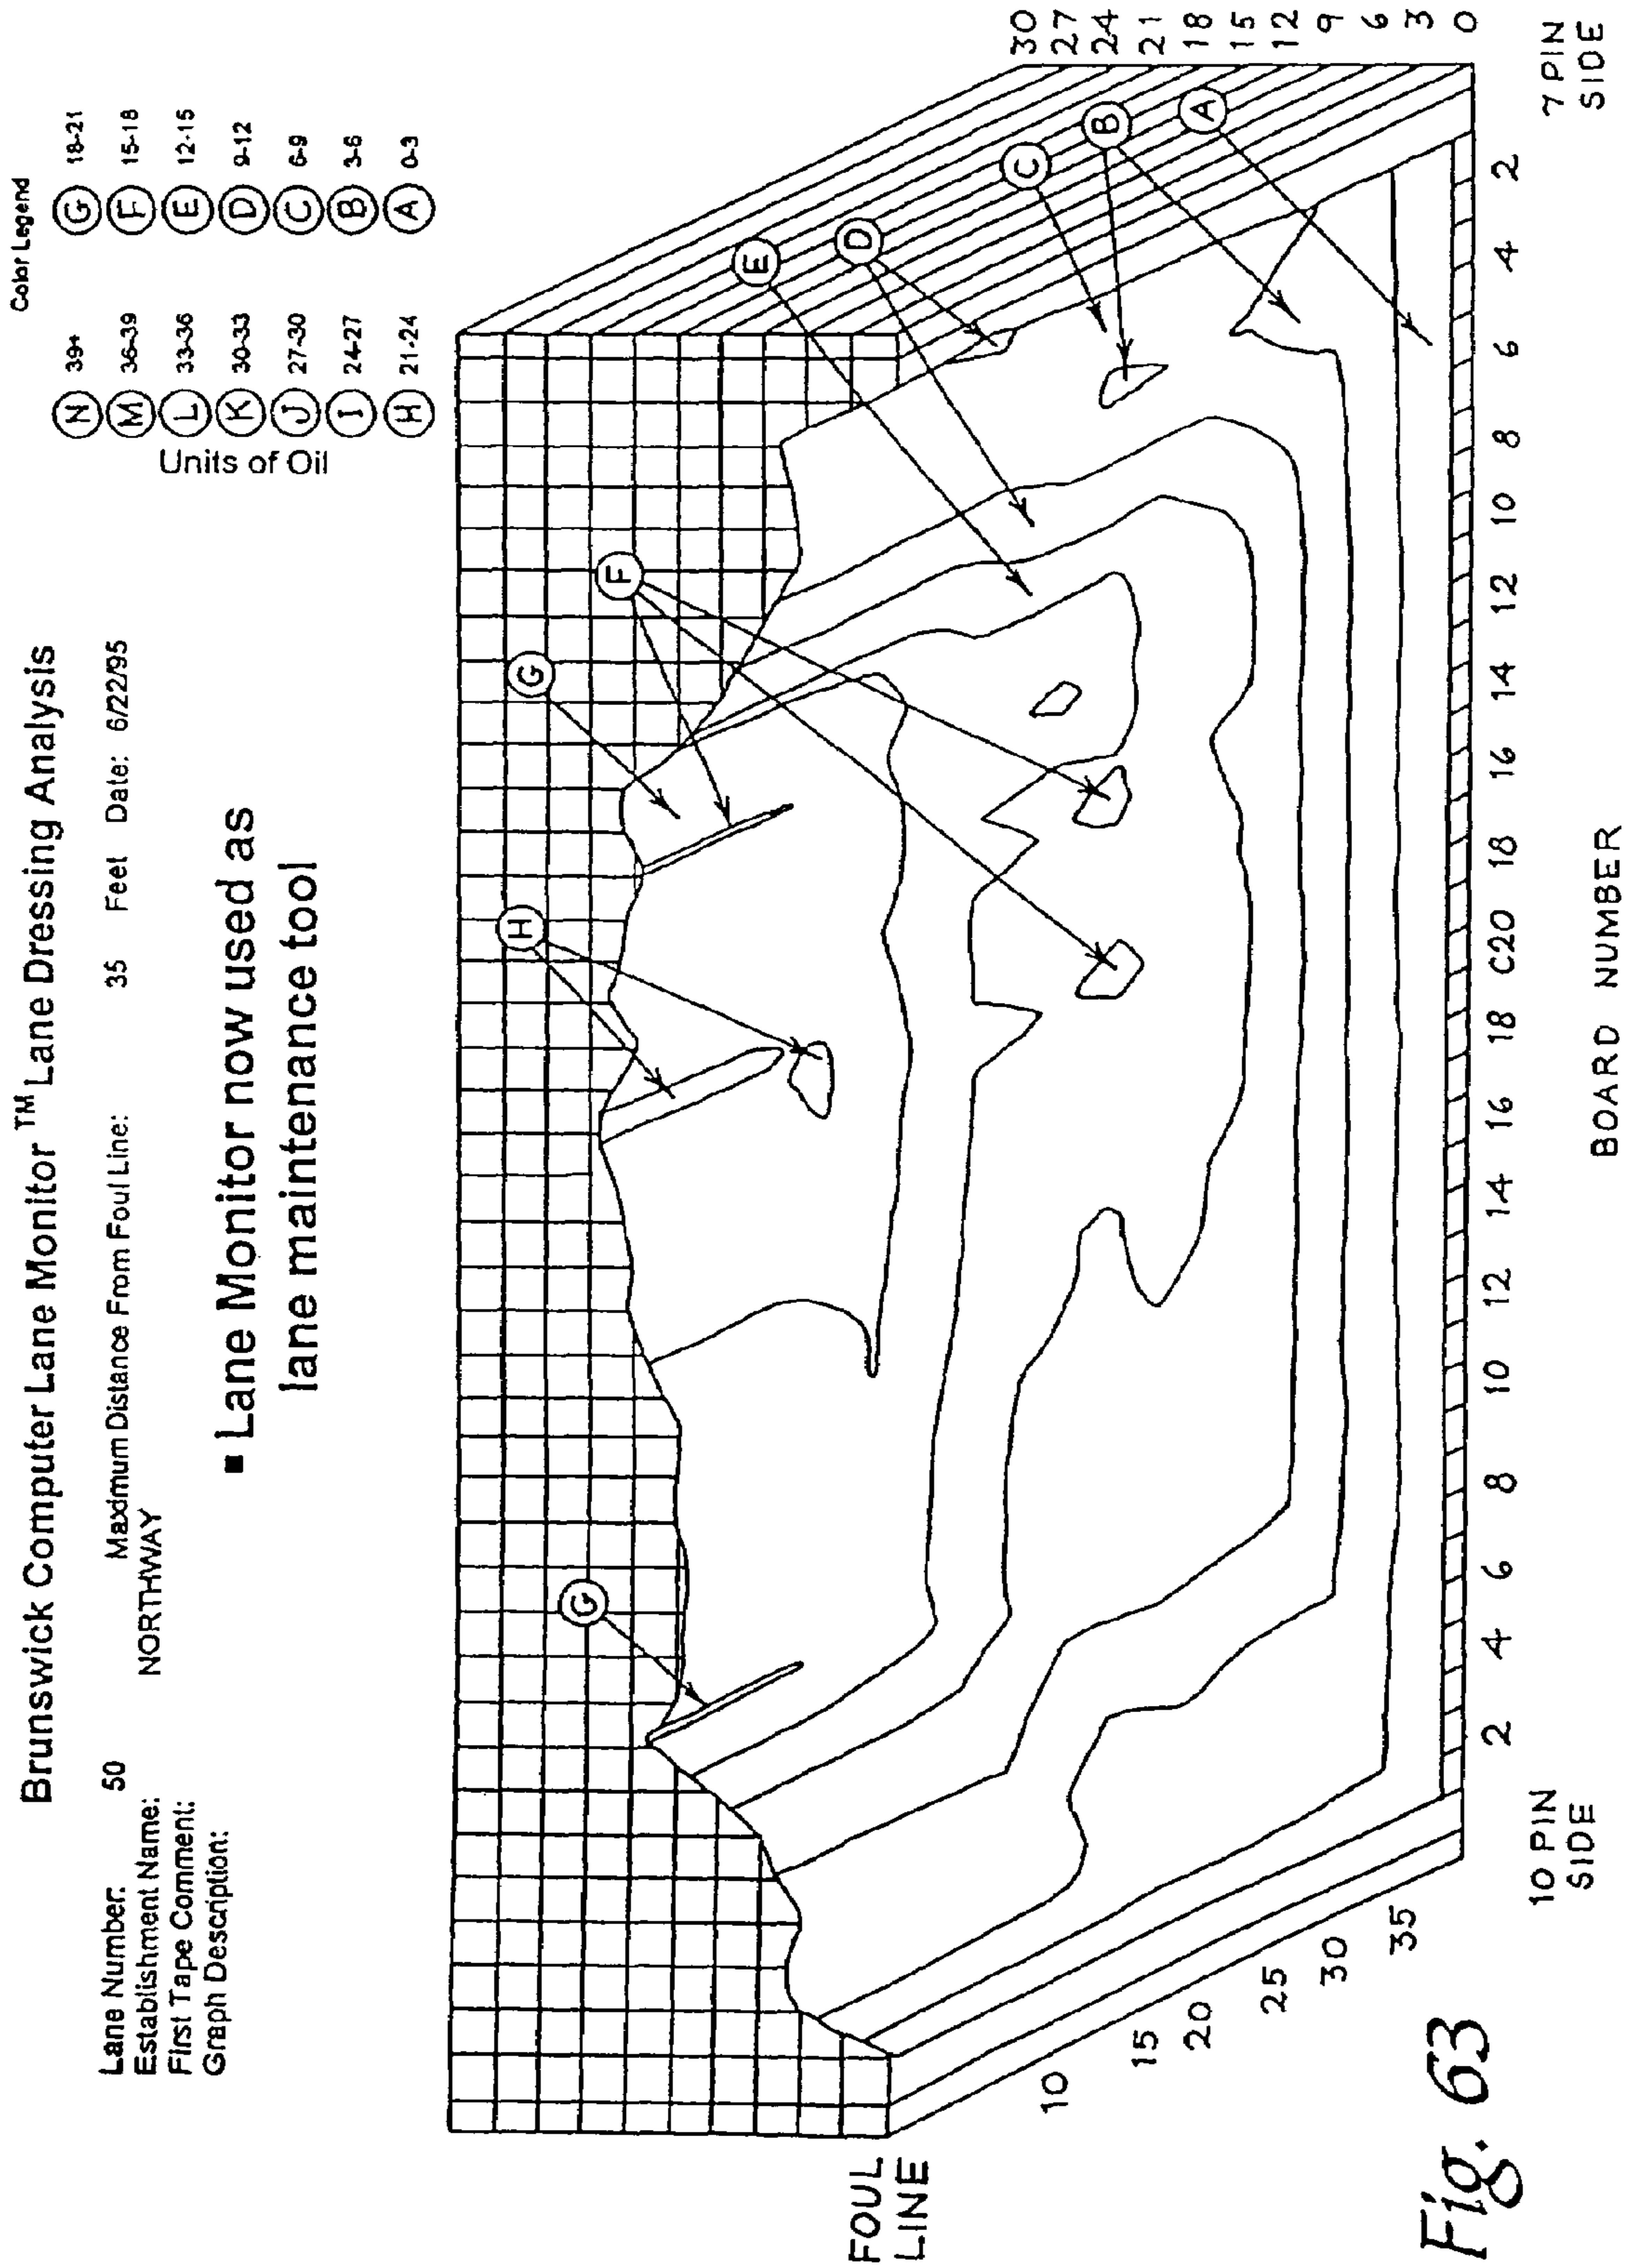 Brunswick Computer Lane Monitor™ Lane Dressing Analysis
Lane Number: 50 Maximum Distance From Foul Line: 35 Feet Date: 6/22/95
Establishment Name: NORTHWAY
First Tape Comment:
Graph Description:
Color Legend
N 39+ G 18-21
M 36-39 F 15-18
L 33-36 E 12-15
K 30-33 D 9-12
J 27-30 C 6-9
I 24-27 B 3-6
H 21-24 A 0-3
Units of Oil
■ Lane Monitor now used as
lane maintenance tool
G
H
G
F
E
D
C
B
A
30
27
24
21
18
15
12
9
6
3
0
FOUL
LINE
10
15
20
25
30
35
2 4 6 8 10 12 14 16 18 C20 18 16 14 12 10 8 6 4 2
10 PIN
SIDE
BOARD NUMBER
7 PIN
SIDE
Fig. 63